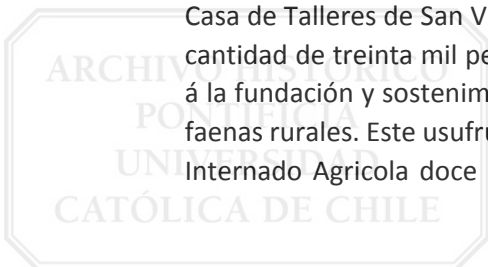 Casa de Talleres de San V
cantidad de treinta mil pe
á la fundación y sostenim
faenas rurales. Este usufru
Internado Agricola doce
ARCHIVO HISTÓRICO
PONTIFICIA
UNIVERSIDAD
CATÓLICA DE CHILE